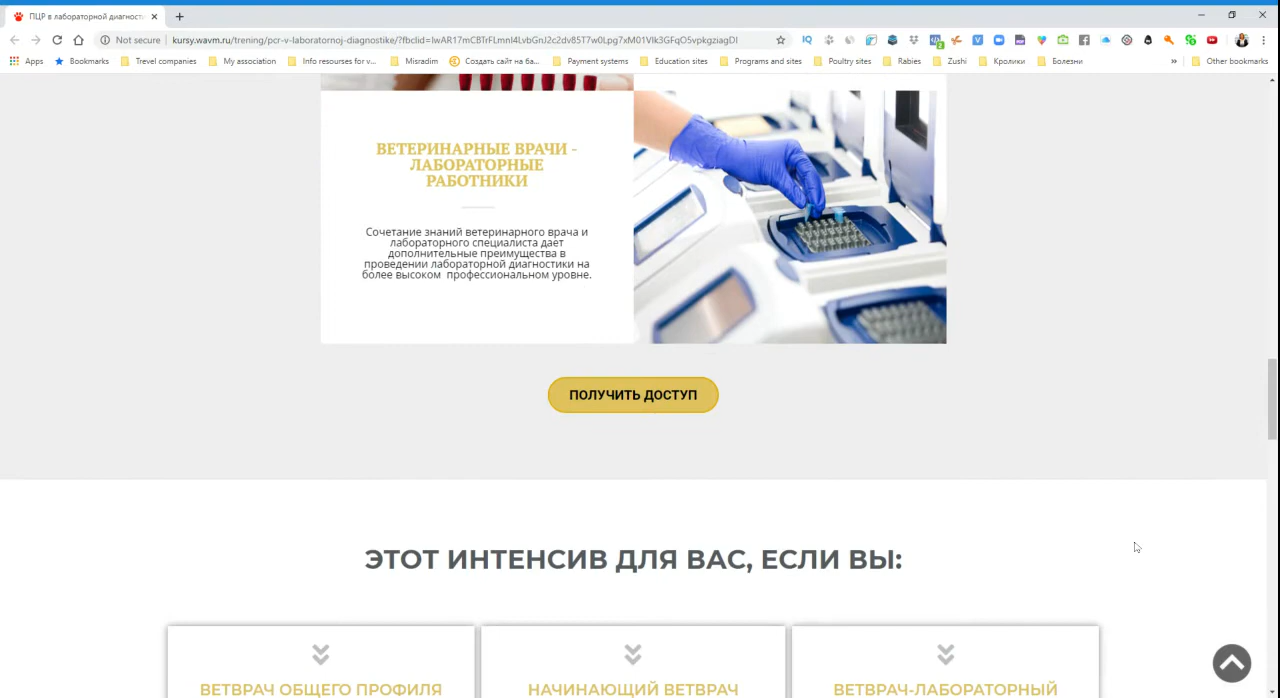 ПЦР в лабораторной диагност
Not secure | kursy.wavm.ru/trening/pcr-v-laboratornoj-diagnostike/?fbclid=IwAR17mCBTrFLmnI4LvbGnJ2c2dv85T7w0Lpg7xM01VIk3GFqO5vpkgziagDI
Apps Bookmarks Trevel companies My association Info resourses for v... Misradim Создать сайт на ба... Payment systems Education sites Programs and sites Poultry sites Rabies Zushi Кролики Болезни » Other bookmarks
ВЕТЕРИНАРНЫЕ ВРАЧИ -
ЛАБОРАТОРНЫЕ
РАБОТНИКИ
Сочетание знаний ветеринарного врача и
лабораторного специалиста дает
дополнительные преимущества в
проведении лабораторной диагностики на
более высоком профессиональном уровне.
ПОЛУЧИТЬ ДОСТУП
ЭТОТ ИНТЕНСИВ ДЛЯ ВАС, ЕСЛИ ВЫ:
ВЕТВРАЧ ОБЩЕГО ПРОФИЛЯ
НАЧИНАЮЩИЙ ВЕТВРАЧ
ВЕТВРАЧ-ЛАБОРАТОРНЫЙ